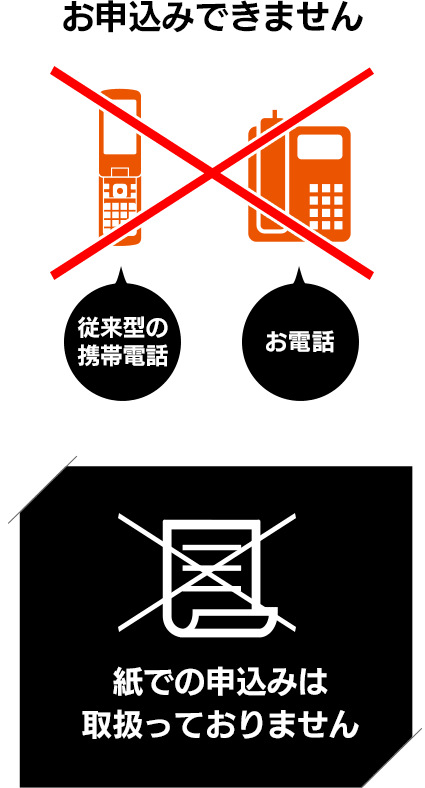 お申込みできません
従来型の
携帯電話
お電話
紙での申込みは
取扱っておりません